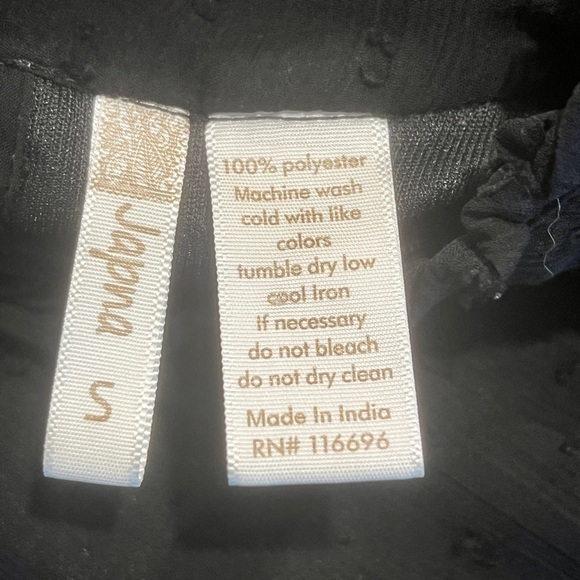 Japna
S
100% polyester
Machine wash
cold with like
colors
tumble dry low
cool Iron
if necessary
do not bleach
do not dry clean
Made In India
RN# 116696